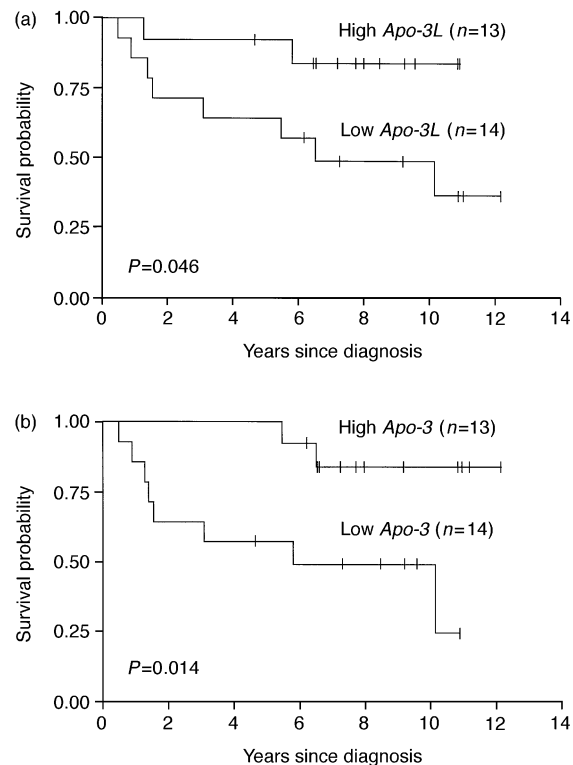 (a)
1.00
0.75
0.50
0.25
0.00
Survival probability
High Apo-3L (n=13)
Low Apo-3L (n=14)
P=0.046
0 2 4 6 8 10 12 14
Years since diagnosis
(b)
1.00
0.75
0.50
0.25
0.00
Survival probability
High Apo-3 (n=13)
Low Apo-3 (n=14)
P=0.014
0 2 4 6 8 10 12 14
Years since diagnosis